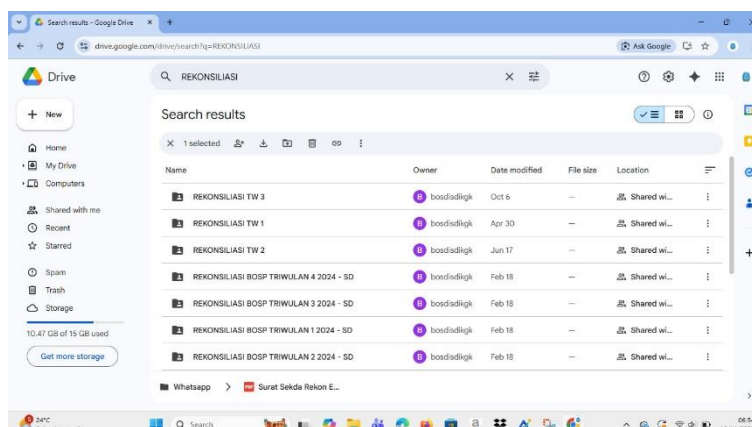 Search results - Google Drive
drive.google.com/drive/search?q=REKONSILIASI
Ask Google
Drive
REKONSILIASI
New
Search results
1 selected
Home
My Drive
Computers
Shared with me
Recent
Starred
Spam
Trash
Storage
10.47 GB of 15 GB used
Get more storage
Name Owner Date modified File size Location
REKONSILIASI TW 3 B bosdisdikgk Oct 6 — Shared wi...
REKONSILIASI TW 1 B bosdisdikgk Apr 30 — Shared wi...
REKONSILIASI TW 2 B bosdisdikgk Jun 17 — Shared wi...
REKONSILIASI BOSP TRIWULAN 4 2024 - SD B bosdisdikgk Feb 18 — Shared wi...
REKONSILIASI BOSP TRIWULAN 3 2024 - SD B bosdisdikgk Feb 18 — Shared wi...
REKONSILIASI BOSP TRIWULAN 1 2024 - SD B bosdisdikgk Feb 18 — Shared wi...
REKONSILIASI BOSP TRIWULAN 2 2024 - SD B bosdisdikgk Feb 18 — Shared wi...
Whatsapp > PDF Surat Sekda Rekon E...
24°C
Search